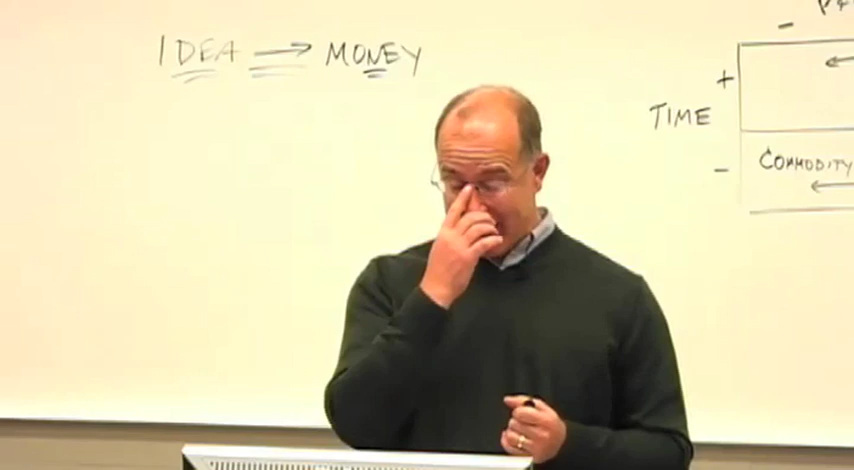 IDEA → MONEY
-
+
TIME
- COMMODITY